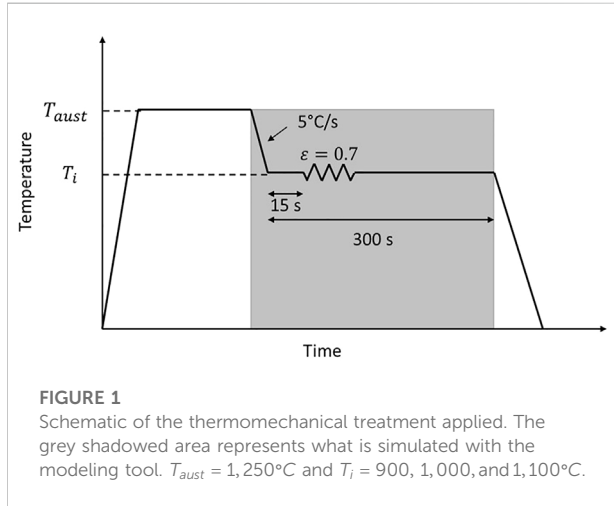 T_aust
5°C/s
ε = 0.7
T_i
15 s
300 s
Temperature
Time
FIGURE 1
Schematic of the thermomechanical treatment applied. The
grey shadowed area represents what is simulated with the
modeling tool. T_aust = 1,250°C and T_i = 900, 1,000, and 1,100°C.